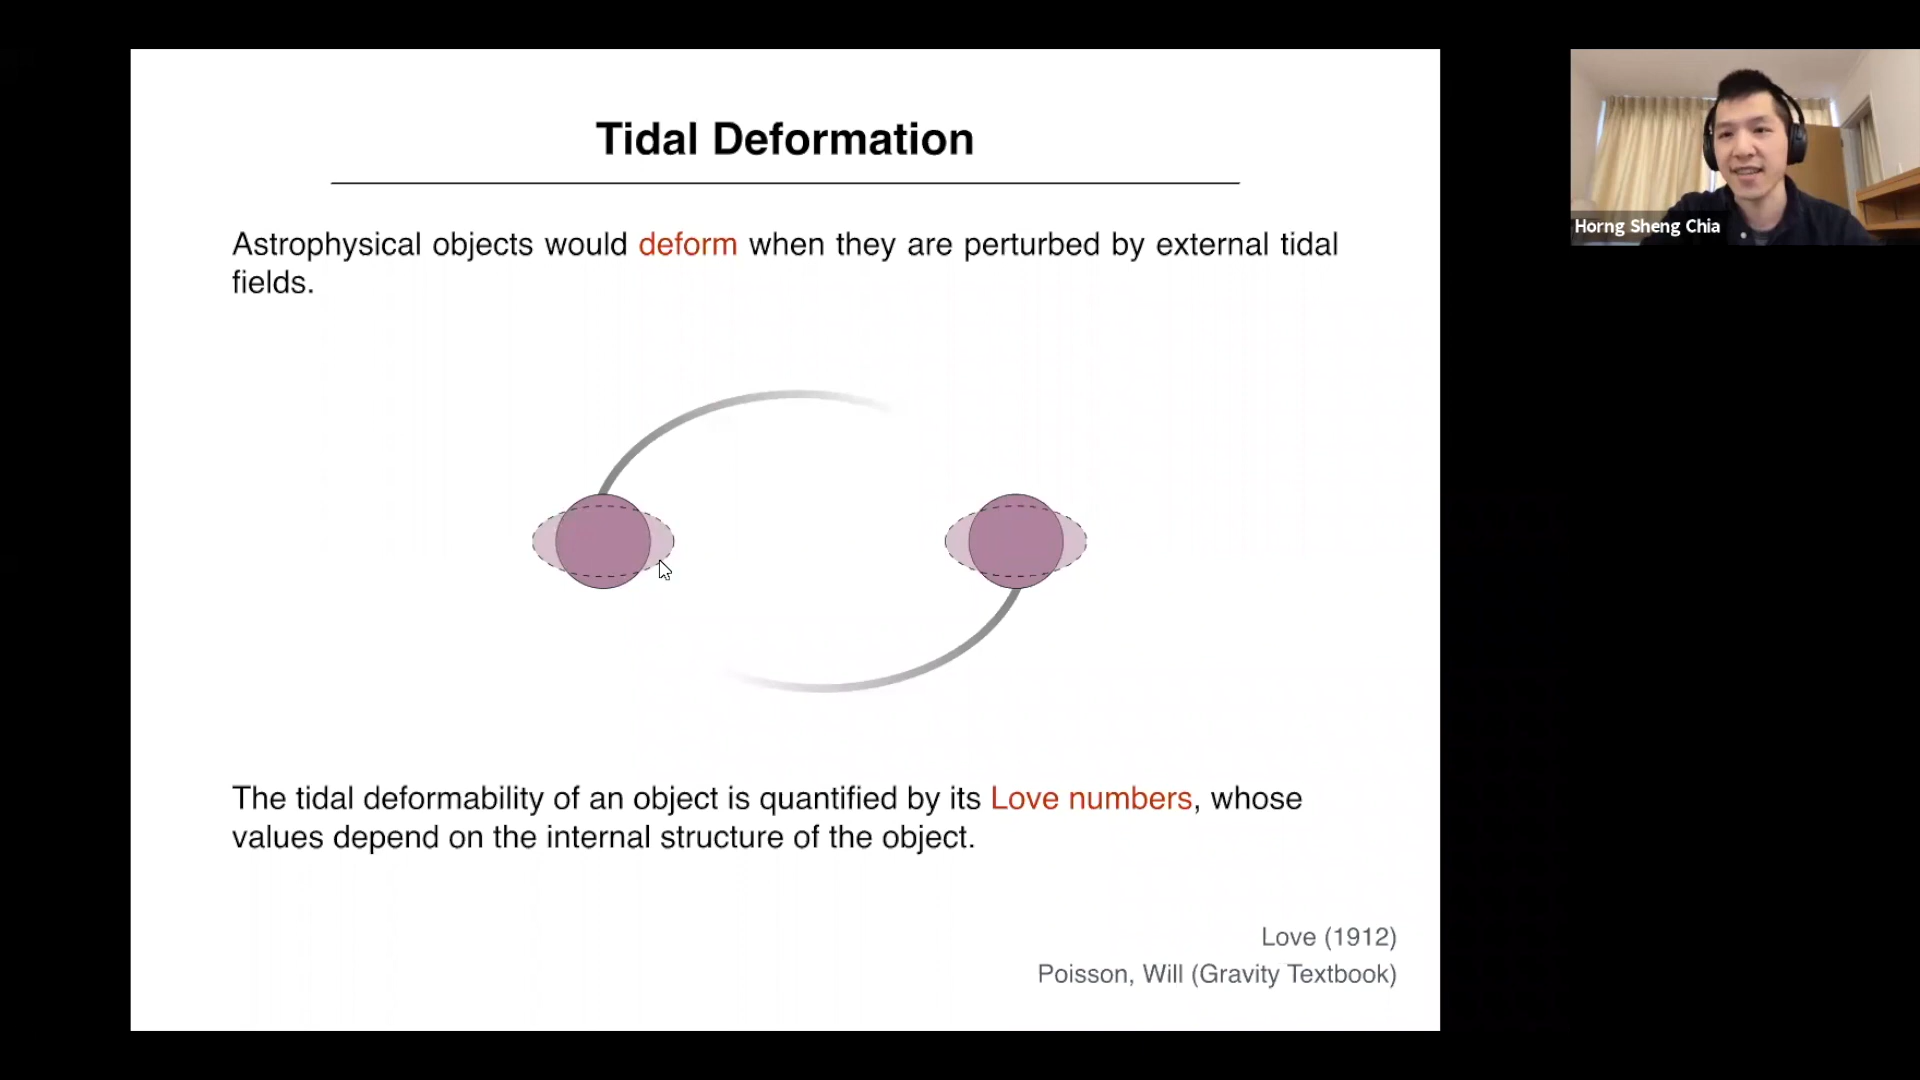 Tidal Deformation
Astrophysical objects would deform when they are perturbed by external tidal
fields.
The tidal deformability of an object is quantified by its Love numbers, whose
values depend on the internal structure of the object.
Love (1912)
Poisson, Will (Gravity Textbook)
Horng Sheng Chia